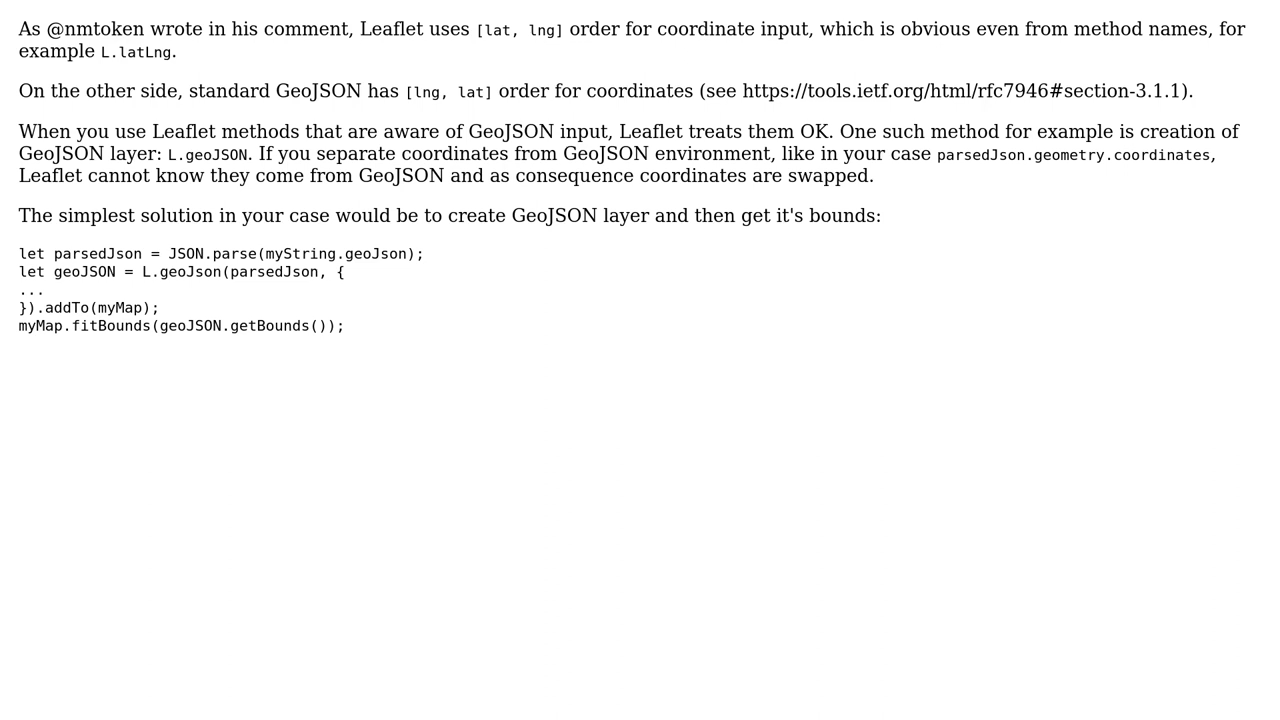 As @nmtoken wrote in his comment, Leaflet uses [lat, lng] order for coordinate input, which is obvious even from method names, for
example L.latLng.
On the other side, standard GeoJSON has [lng, lat] order for coordinates (see https://tools.ietf.org/html/rfc7946#section-3.1.1).
When you use Leaflet methods that are aware of GeoJSON input, Leaflet treats them OK. One such method for example is creation of
GeoJSON layer: L.geoJSON. If you separate coordinates from GeoJSON environment, like in your case parsedJson.geometry.coordinates,
Leaflet cannot know they come from GeoJSON and as consequence coordinates are swapped.
The simplest solution in your case would be to create GeoJSON layer and then get it's bounds:
let parsedJson = JSON.parse(myString.geoJson);
let geoJSON = L.geoJson(parsedJson, {
...
}).addTo(myMap);
myMap.fitBounds(geoJSON.getBounds());